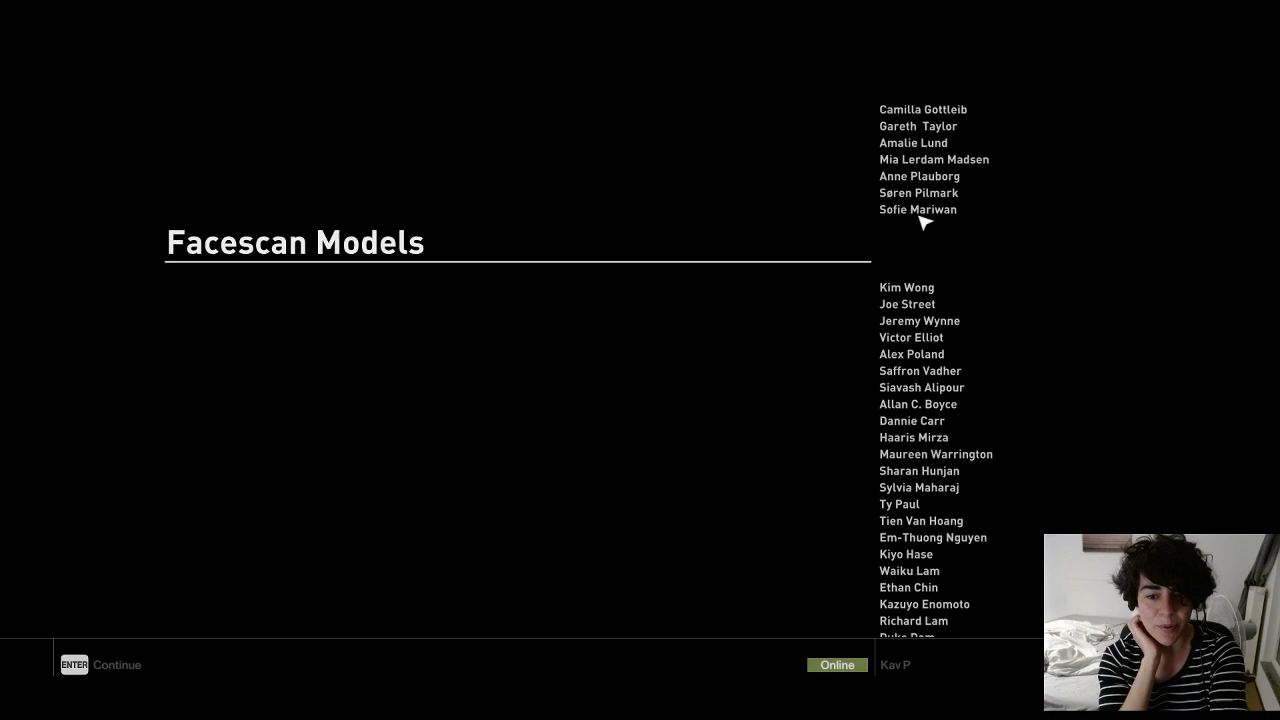 Camilla Gottleib
Gareth  Taylor
Amalie Lund
Mia Lerdam Madsen
Anne Plauborg
Søren Pilmark
Sofie Mariwan
Facescan Models
Kim Wong
Joe Street
Jeremy Wynne
Victor Elliot
Alex Poland
Saffron Vadher
Siavash Alipour
Allan C. Boyce
Dannie Carr
Haaris Mirza
Maureen Warrington
Sharan Hunjan
Sylvia Maharaj
Ty Paul
Tien Van Hoang
Em-Thuong Nguyen
Kiyo Hase
Waiku Lam
Ethan Chin
Kazuyo Enomoto
Richard Lam
ENTER Continue
Online
Kav P